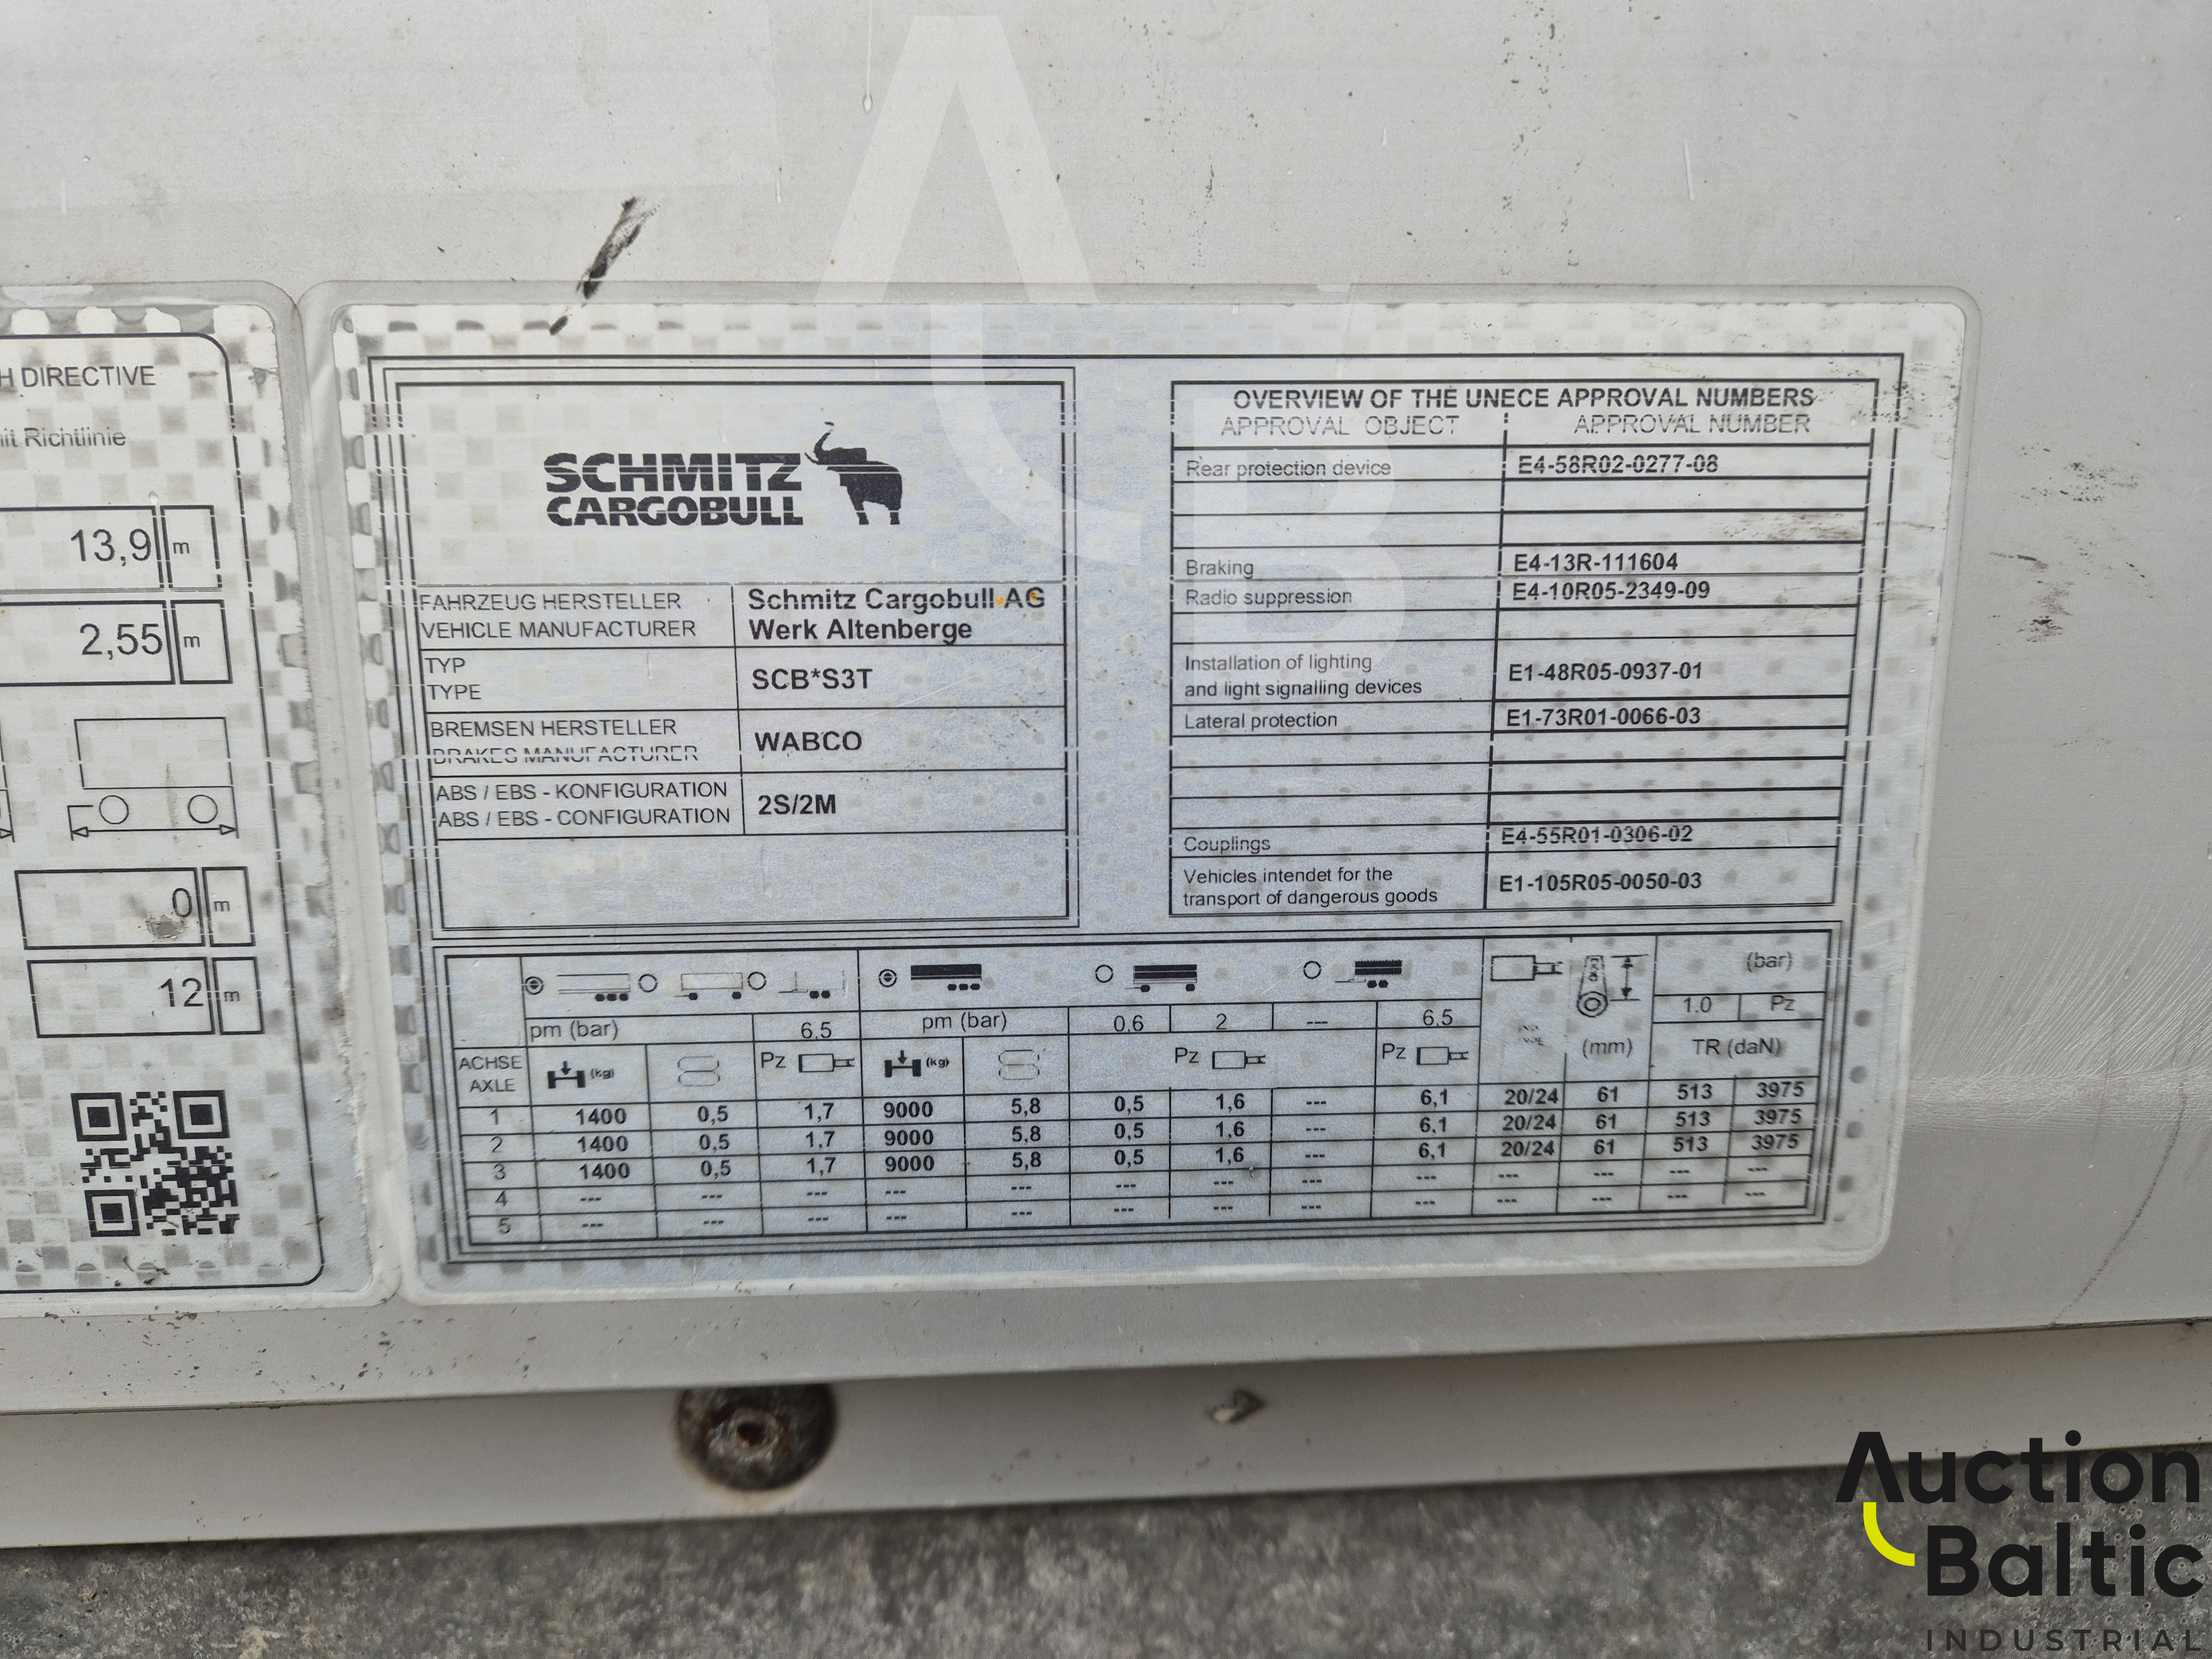 H DIRECTIVE
it Richtlinie
13,9 m
2,55 m
0 m
12 m
SCHMITZ
CARGOBULL
FAHRZEUG HERSTELLER
VEHICLE MANUFACTURER
Schmitz Cargobull AG
Werk Altenberge
TYP
TYPE
SCB*S3T
BREMSEN HERSTELLER
BRAKES MANUFACTURER
WABCO
ABS / EBS - KONFIGURATION
ABS / EBS - CONFIGURATION
2S/2M
OVERVIEW OF THE UNECE APPROVAL NUMBERS
APPROVAL OBJECT APPROVAL NUMBER
Rear protection device E4-58R02-0277-08
Braking E4-13R-111604
Radio suppression E4-10R05-2349-09
Installation of lighting
and light signalling devices E1-48R05-0937-01
Lateral protection E1-73R01-0066-03
Couplings E4-55R01-0306-02
Vehicles intendet for the
transport of dangerous goods E1-105R05-0050-03
(bar)
pm (bar) 6,5 pm (bar) 0,6 2 --- 6,5 1.0 Pz
ACHSE
AXLE (kg) Pz (kg) Pz Pz (mm) TR (daN)
1 1400 0,5 1,7 9000 5,8 0,5 1,6 --- 6,1 20/24 61 513 3975
2 1400 0,5 1,7 9000 5,8 0,5 1,6 --- 6,1 20/24 61 513 3975
3 1400 0,5 1,7 9000 5,8 0,5 1,6 --- 6,1 20/24 61 513 3975
4 --- --- --- --- --- --- --- --- --- --- --- --- ---
5 --- --- --- --- --- --- --- --- --- --- --- --- ---
Auction
Baltic
INDUSTRIAL